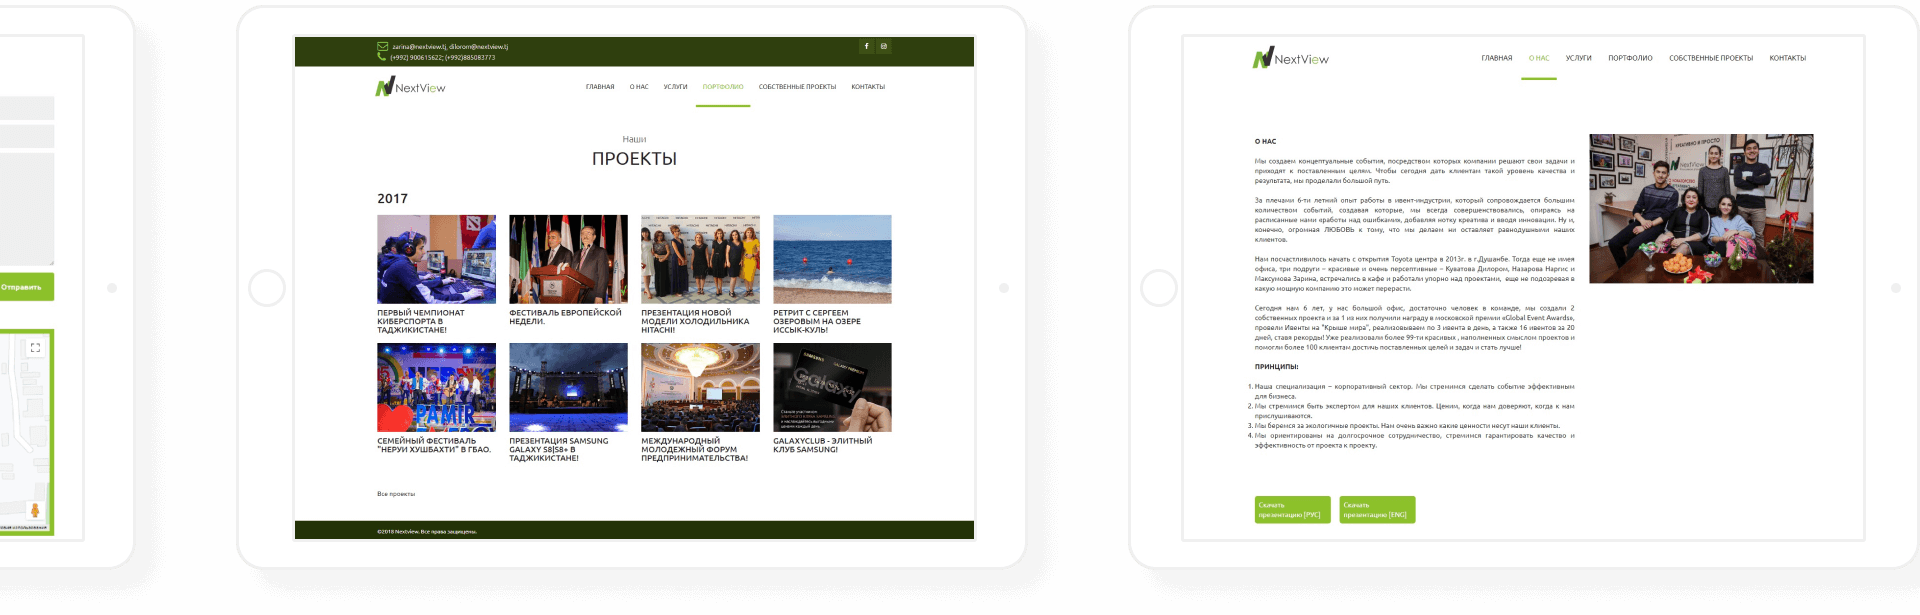 Отправить
zarina@nextview.tj, dilorom@nextview.tj
(+992) 900615622; (+992)885083773
NextView
ГЛАВНАЯ О НАС УСЛУГИ ПОРТФОЛИО СОБСТВЕННЫЕ ПРОЕКТЫ КОНТАКТЫ
Наши
ПРОЕКТЫ
2017
ПЕРВЫЙ ЧЕМПИОНАТ
КИБЕРСПОРТА В
ТАДЖИКИСТАНЕ!
ФЕСТИВАЛЬ ЕВРОПЕЙСКОЙ
НЕДЕЛИ.
ПРЕЗЕНТАЦИЯ НОВОЙ
МОДЕЛИ ХОЛОДИЛЬНИКА
HITACHI!
РЕТРИТ С СЕРГЕЕМ
ОЗЕРОВЫМ НА ОЗЕРЕ
ИССЫК-КУЛЬ!
PAMIR
SAMSUNG
Galaxy
СЕМЕЙНЫЙ ФЕСТИВАЛЬ
"НЕРУИ ХУШБАХТИ" В ГБАО.
ПРЕЗЕНТАЦИЯ SAMSUNG
GALAXY S8|S8+ В
ТАДЖИКИСТАНЕ!
МЕЖДУНАРОДНЫЙ
МОЛОДЕЖНЫЙ ФОРУМ
ПРЕДПРИНИМАТЕЛЬСТВА!
GALAXYCLUB - ЭЛИТНЫЙ
КЛУБ SAMSUNG!
Все проекты
©2018 Nextview. Все права защищены.
NextView
ГЛАВНАЯ О НАС УСЛУГИ ПОРТФОЛИО СОБСТВЕННЫЕ ПРОЕКТЫ КОНТАКТЫ
О НАС
Мы создаем концептуальные события, посредством которых компании решают свои задачи и
приходят к поставленным целям. Чтобы сегодня дать клиентам такой уровень качества и
результата, мы проделали большой путь.
За плечами 6-ти летний опыт работы в ивент-индустрии, который сопровождается большим
количеством событий, создавая которые, мы всегда совершенствовались, опираясь на
расписанные нами «работы над ошибками», добавляя нотку креатива и вводя инновации. Ну и,
конечно, огромная ЛЮБОВЬ к тому, что мы делаем ни оставляет равнодушными наших
клиентов.
Нам посчастливилось начать с открытия Toyota центра в 2013г. в г.Душанбе. Тогда еще не имея
офиса, три подруги – красивые и очень персептивные – Куватова Дилором, Назарова Наргис и
Максумова Зарина, встречались в кафе и работали упорно над проектами, еще не подозревая в
какую мощную компанию это может перерасти.
Сегодня нам 6 лет, у нас большой офис, достаточно человек в команде, мы создали 2
собственных проекта и за 1 из них получили награду в московской премии «Global Event Awards»,
провели Ивенты на "Крыше мира", реализовываем по 3 ивента в день, а также 16 ивентов за 20
дней, ставя рекорды! Уже реализовали более 99-ти красивых , наполненных смыслом проектов и
помогли более 100 клиентам достичь поставленных целей и задач и стать лучше!
ПРИНЦИПЫ:
1. Наша специализация – корпоративный сектор. Мы стремимся сделать событие эффективным
для бизнеса.
2. Мы стремимся быть экспертом для наших клиентов. Ценим, когда нам доверяют, когда к нам
прислушиваются.
3. Мы беремся за экологичные проекты. Нам очень важно какие ценности несут наши клиенты.
4. Мы ориентированы на долгосрочное сотрудничество, стремимся гарантировать качество и
эффективность от проекта к проекту.
Скачать
презентацию [РУС]
Скачать
презентацию [ENG]
КРЕАТИВНО И ПРОСТО
NextView